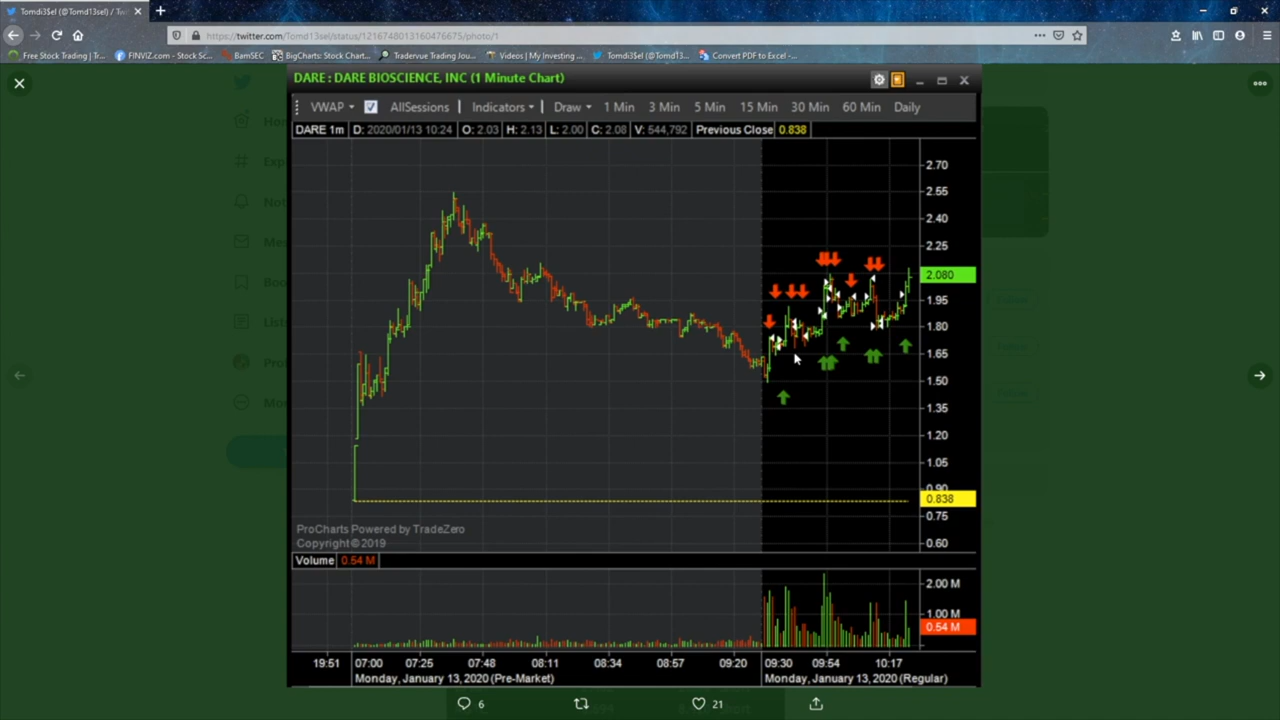 Tomdi3$el (@Tomd13sel) / Tw
https://twitter.com/Tomd13sel/status/1216748013160476675/photo/1
Free Stock Trading | Tr...
FINVIZ.com - Stock Sc...
BamSEC
BigCharts: Stock Chart...
Tradervue Trading Jou...
Videos | My Investing ...
Tomdi3$el (@Tomd13...
Convert PDF to Excel -...
DARE : DARE BIOSCIENCE, INC (1 Minute Chart)
VWAP
AllSessions
Indicators
Draw
1 Min
3 Min
5 Min
15 Min
30 Min
60 Min
Daily
DARE 1m
D: 2020/01/13 10:24
O: 2.03
H: 2.13
L: 2.00
C: 2.08
V: 544,792
Previous Close
0.838
2.70
2.55
2.40
2.25
2.080
1.95
1.80
1.65
1.50
1.35
1.20
1.05
0.90
0.838
0.75
0.60
ProCharts Powered by TradeZero
Copyright©2019
Volume
0.54 M
2.00 M
1.00 M
0.54 M
19:51
07:00
07:25
07:48
08:11
08:34
08:57
09:20
09:30
09:54
10:17
Monday, January 13, 2020 (Pre-Market)
Monday, January 13, 2020 (Regular)
6
21